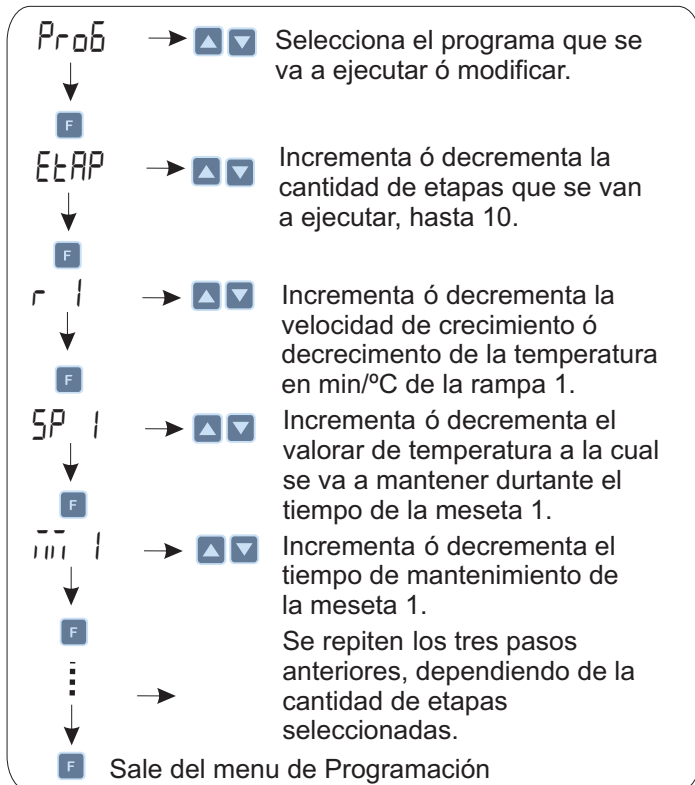 Prog Selecciona el programa que se
va a ejecutar ó modificar.
F
EtAP Incrementa ó decrementa la
cantidad de etapas que se van
a ejecutar, hasta 10.
F
r 1 Incrementa ó decrementa la
velocidad de crecimiento ó
decrecimento de la temperatura
en min/ºC de la rampa 1.
F
SP 1 Incrementa ó decrementa el
valorar de temperatura a la cual
se va a mantener durtante el
tiempo de la meseta 1.
F
m 1 Incrementa ó decrementa el
tiempo de mantenimiento de
la meseta 1.
F
Se repiten los tres pasos
anteriores, dependiendo de la
cantidad de etapas
seleccionadas.
F Sale del menu de Programación